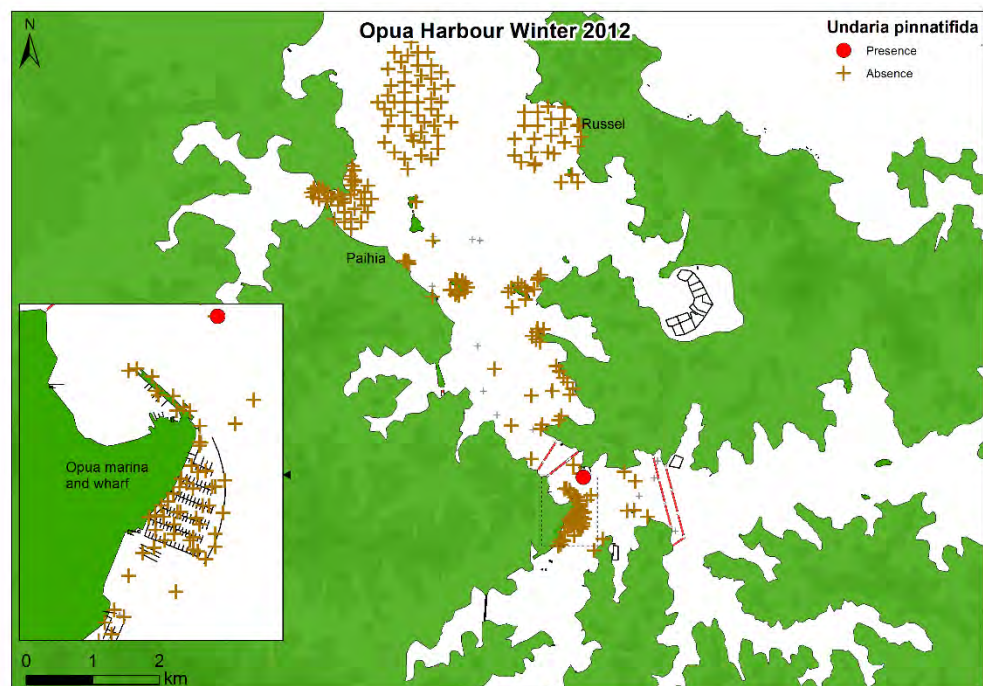 Opua Harbour Winter 2012
Undaria pinnatifida
Presence
Absence
N
Russel
Paihia
Opua marina
and wharf
0 1 2
km